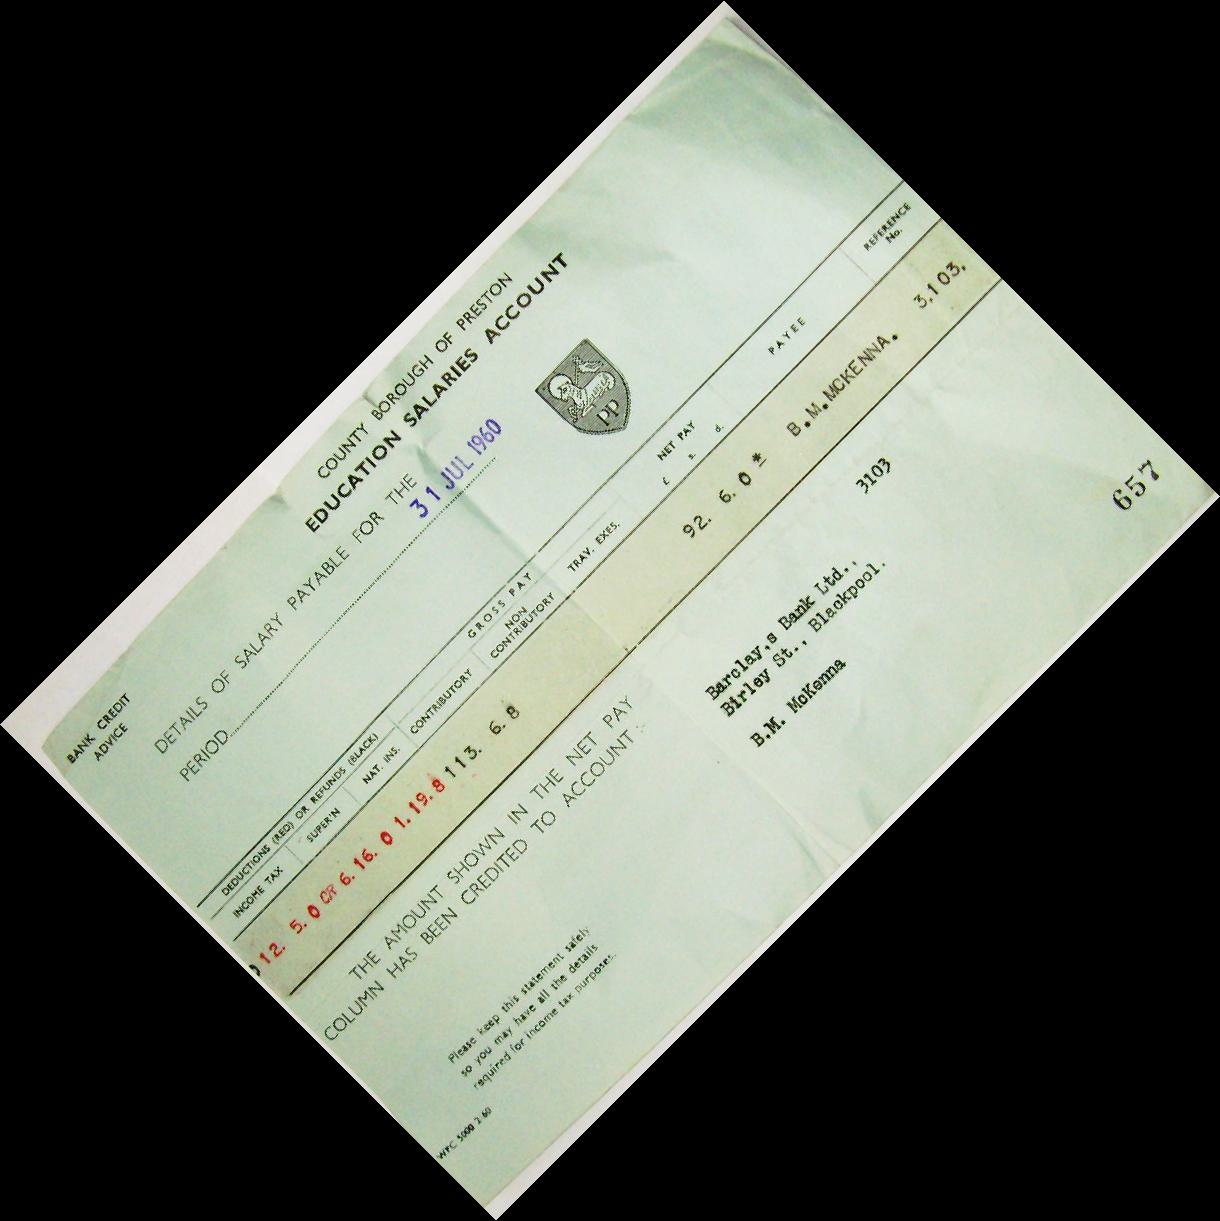 BANK CREDIT
ADVICE
COUNTY BOROUGH OF PRESTON
EDUCATION SALARIES ACCOUNT
DETAILS OF SALARY PAYABLE FOR THE
PERIOD 31 JUL 1960
PP
DEDUCTIONS (RED) OR REFUNDS (BLACK) GROSS PAY NET PAY PAYEE REFERENCE No.
INCOME TAX SUPER'N NAT. INS. CONTRIBUTORY NON CONTRIBUTORY TRAV. EXES. £ s. d.
12. 5. 0 CR 6. 16. 0 1. 19. 8 113. 6. 8 92. 6. 0 * B.M.MCKENNA. 3,103.
THE AMOUNT SHOWN IN THE NET PAY
COLUMN HAS BEEN CREDITED TO ACCOUNT :-
3103
Barclay,s Bank Ltd.,
Birley St., Blackpool.
B.M. McKenna
657
Please keep this statement safely
so you may have all the details
required for income tax purposes.
WFC 5000 2.60